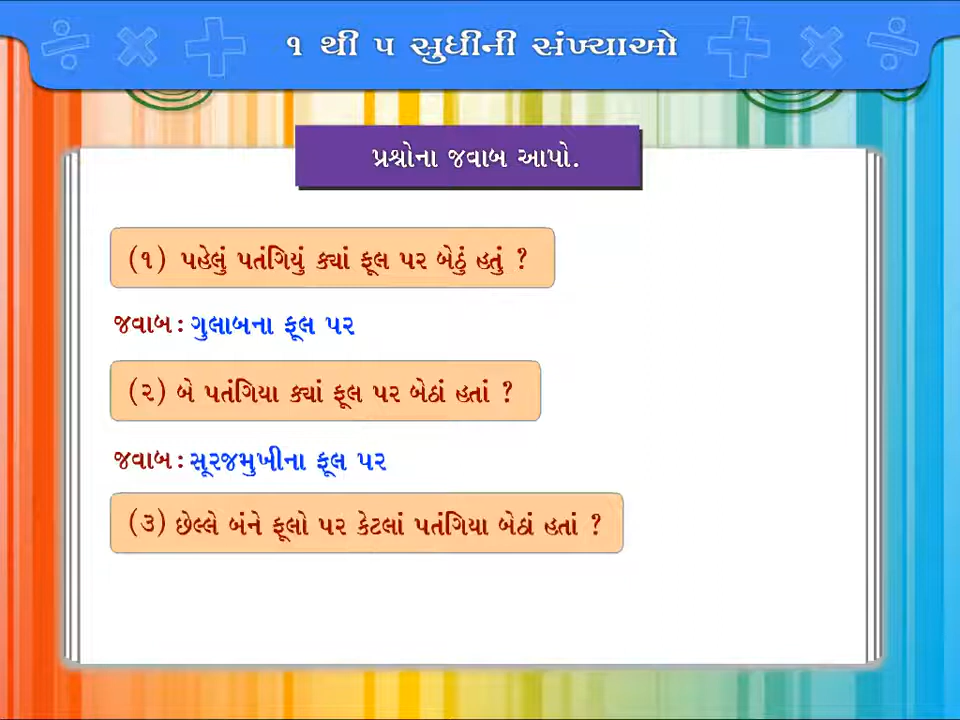 ૧ થી ૫ સુધીની સંખ્યાઓ
પ્રશ્નોના જવાબ આપો.
(૧) પહેલું પતંગિયું ક્યાં ફૂલ પર બેઠું હતું ?
જવાબ : ગુલાબના ફૂલ પર
(૨) બે પતંગિયા ક્યાં ફૂલ પર બેઠાં હતાં ?
જવાબ : સૂરજમુખીના ફૂલ પર
(૩) છેલ્લે બંને ફૂલો પર કેટલાં પતંગિયા બેઠાં હતાં ?